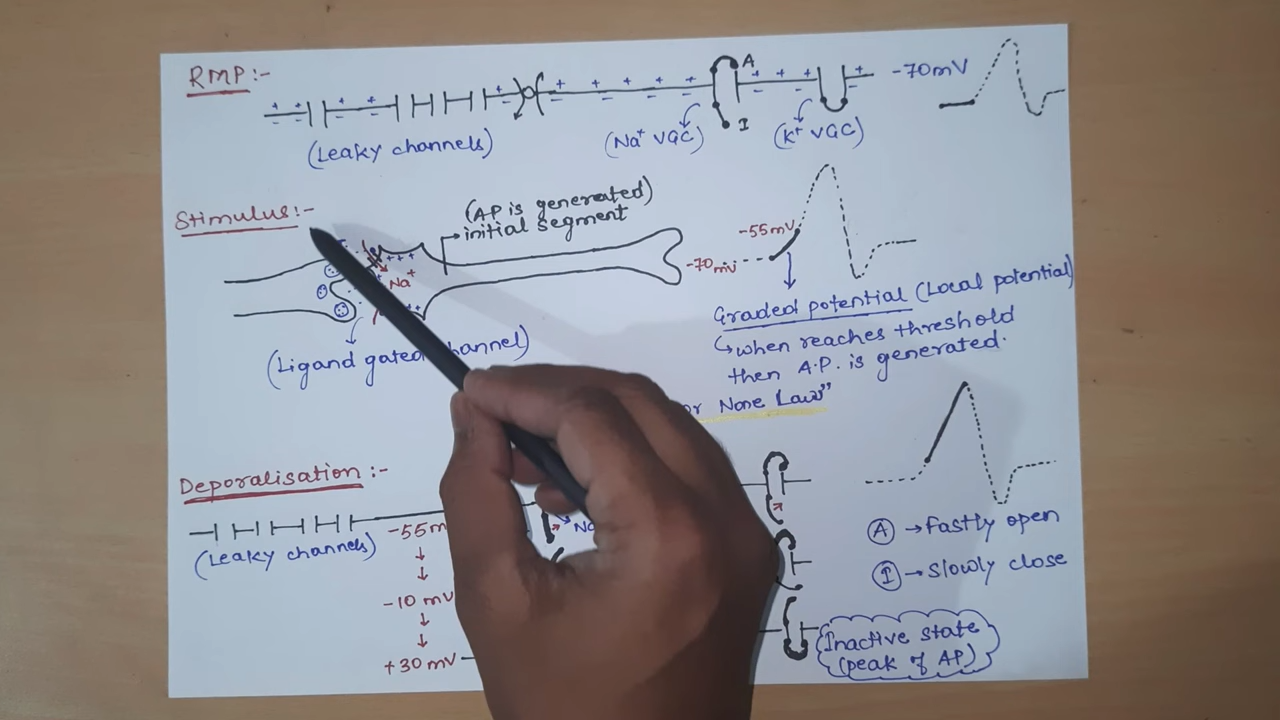 RMP:-
A
-70mV
I
(Leaky channels)
(Na+ VGC)
(K+ VGC)
Stimulus:-
(AP is generated)
initial segment
Na+
-55mV
-70mV
Graded potential (Local potential)
↳when reaches threshold
then A.P. is generated.
(Ligand gated channel)
or None Law"
Deporalisation:-
(Leaky channels)
-55m
↓
↓
-10 mV
↓
↓
+30 mV
A → Fastly open
I → Slowly close
Inactive state
(peak of AP)